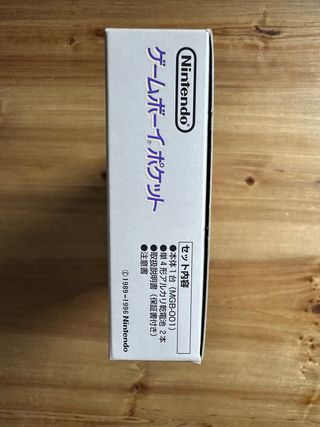 Nintendo
ゲームボーイ® ポケット
セット内容
●本体1台（MGB-001）
●単4形アルカリ乾電池 2本
●取扱説明書（保証書付き）
●注意書
© 1989-1996 Nintendo